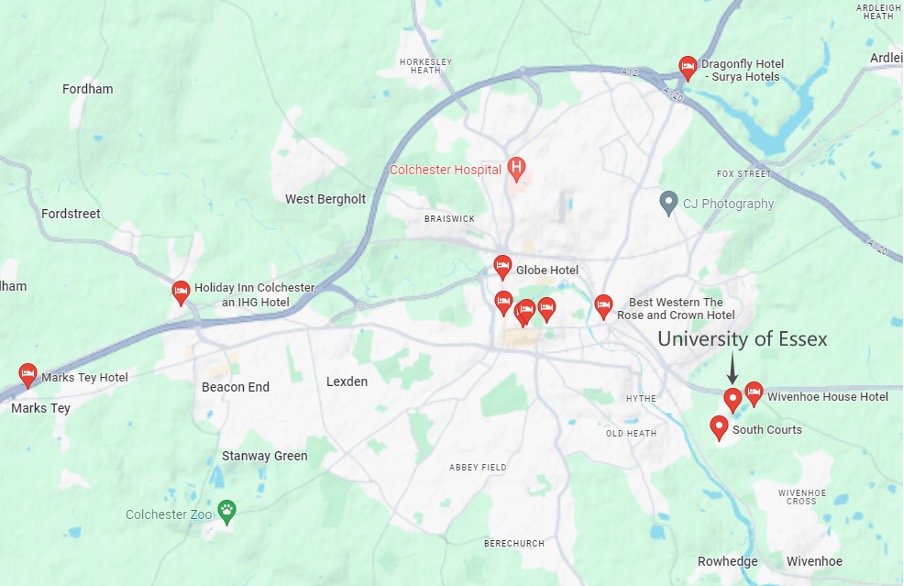 ARDLEIGH
HEATH
Ardlei
HORKESLEY
HEATH
A12
Dragonfly Hotel
- Surya Hotels
A120
Fordham
Colchester Hospital
H
FOX STREET
West Bergholt
CJ Photography
Fordstreet
BRAISWICK
A120
Globe Hotel
ham
Holiday Inn Colchester,
an IHG Hotel
Best Western The
Rose and Crown Hotel
University of Essex
Marks Tey Hotel
Beacon End
Lexden
Marks Tey
HYTHE
Wivenhoe House Hotel
South Courts
OLD HEATH
Stanway Green
ABBEY FIELD
WIVENHOE
CROSS
Colchester Zoo
BERECHURCH
Rowhedge
Wivenhoe